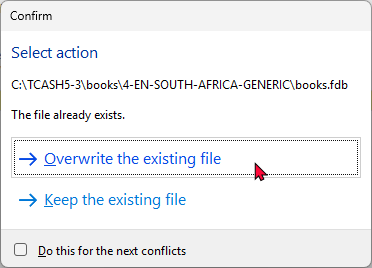 Confirm
Select action
C:\TCASH5-3\books\4-EN-SOUTH-AFRICA-GENERIC\books.fdb
The file already exists.
Overwrite the existing file
Keep the existing file
Do this for the next conflicts